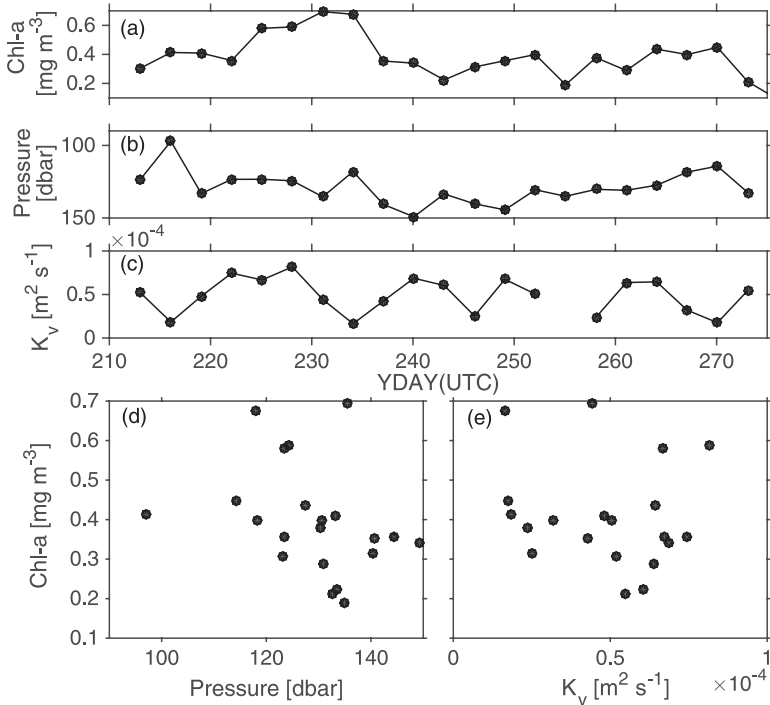 Chl-a
[mg m-3]
(a)
0.6
0.4
0.2
Pressure
[dbar]
(b)
100
150
×10-4
Kv [m2 s-1]
(c)
1
0.5
0
210 220 230 240 250 260 270
YDAY(UTC)
Chl-a [mg m-3]
(d)
0.7
0.6
0.5
0.4
0.3
0.2
0.1
100 120 140
Pressure [dbar]
(e)
0 0.5 1
Kv [m2 s-1]
×10-4